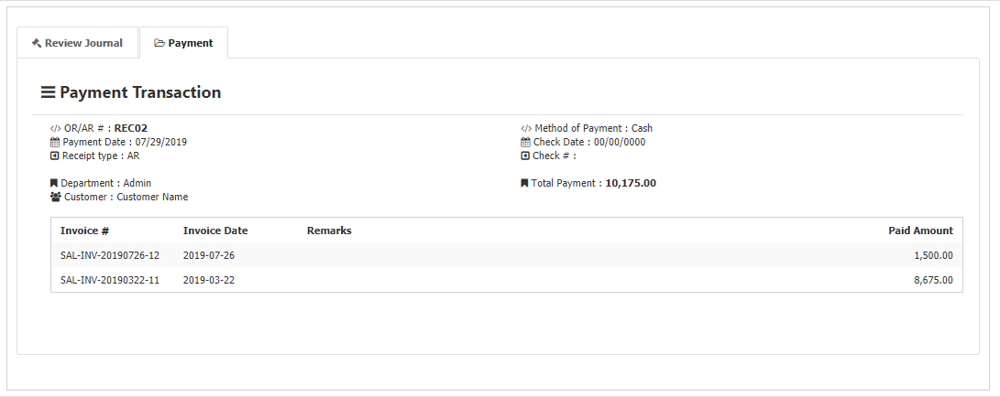 Review Journal
Payment
Payment Transaction
OR/AR # : REC02
Payment Date : 07/29/2019
Receipt type : AR
Method of Payment : Cash
Check Date : 00/00/0000
Check # :
Department : Admin
Customer : Customer Name
Total Payment : 10,175.00
Invoice # Invoice Date Remarks Paid Amount
SAL-INV-20190726-12 2019-07-26 1,500.00
SAL-INV-20190322-11 2019-03-22 8,675.00